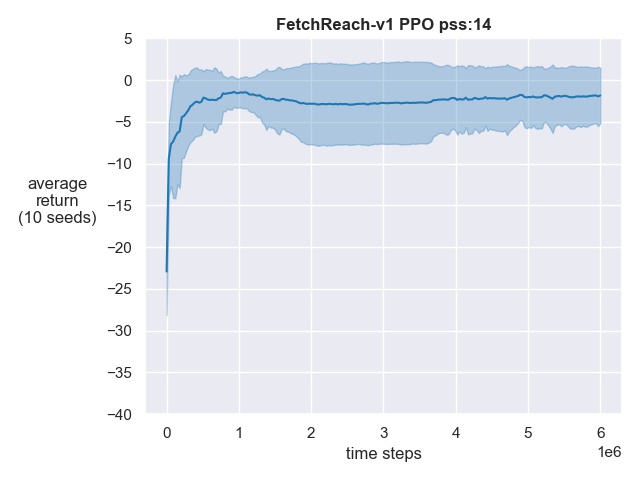 FetchReach-v1 PPO pss:14
5
0
−5
−10
−15
−20
−25
−30
−35
−40
average
return
(10 seeds)
0 1 2 3 4 5 6
1e6
time steps